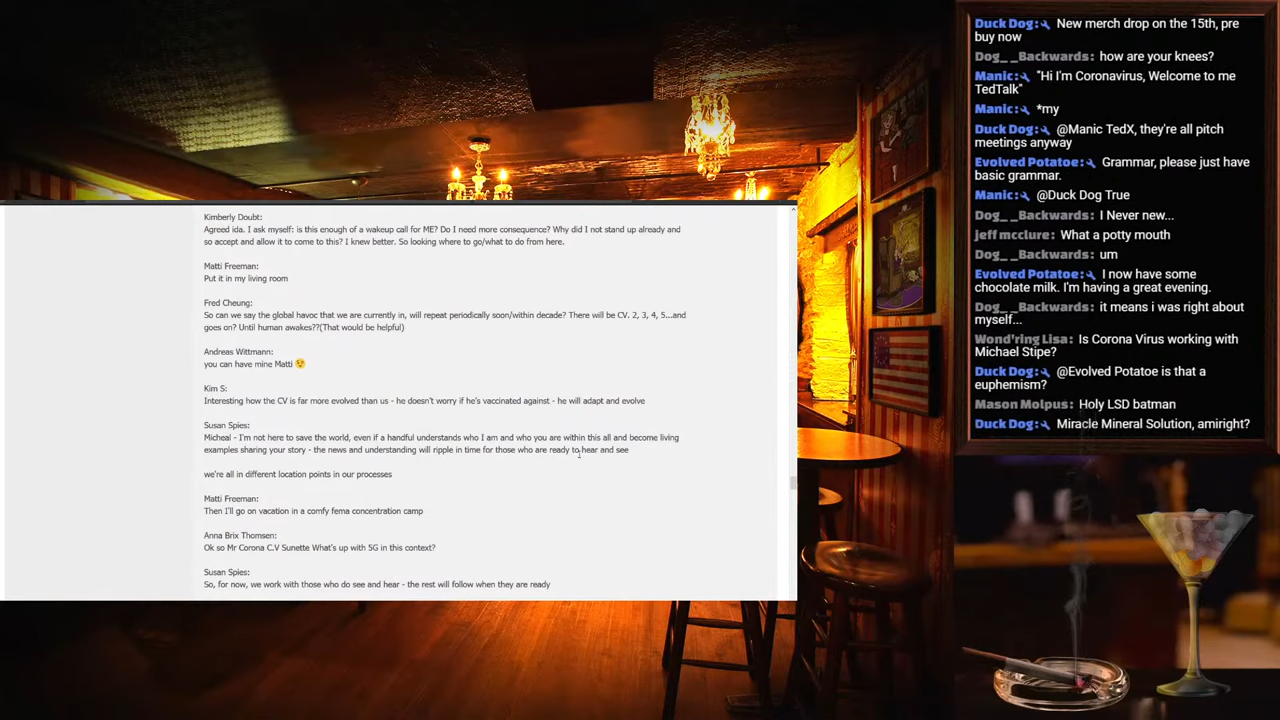 Kimberly Doubt:
Agreed ida. I ask myself: is this enough of a wakeup call for ME? Do I need more consequence? Why did I not stand up already and
so accept and allow it to come to this? I knew better. So looking where to go/what to do from here.
Matti Freeman:
Put it in my living room
Fred Cheung:
So can we say the global havoc that we are currently in, will repeat periodically soon/within decade? There will be CV. 2, 3, 4, 5...and
goes on? Until human awakes??(That would be helpful)
Andreas Wittmann:
you can have mine Matti 😉
Kim S:
Interesting how the CV is far more evolved than us - he doesn't worry if he's vaccinated against - he will adapt and evolve
Susan Spies:
Micheal - I'm not here to save the world, even if a handful understands who I am and who you are within this all and become living
examples sharing your story - the news and understanding will ripple in time for those who are ready to hear and see
we're all in different location points in our processes
Matti Freeman:
Then I'll go on vacation in a comfy fema concentration camp
Anna Brix Thomsen:
Ok so Mr Corona C.V Sunette What's up with 5G in this context?
Susan Spies:
So, for now, we work with those who do see and hear - the rest will follow when they are ready
Duck Dog: New merch drop on the 15th, pre
buy now
Dog_ _Backwards: how are your knees?
Manic: "Hi I'm Coronavirus, Welcome to me
TedTalk"
Manic: *my
Duck Dog: @Manic TedX, they're all pitch
meetings anyway
Evolved Potatoe: Grammar, please just have
basic grammar.
Manic: @Duck Dog True
Dog_ _Backwards: I Never new...
jeff mcclure: What a potty mouth
Dog_ _Backwards: um
Evolved Potatoe: I now have some
chocolate milk. I'm having a great evening.
Dog_ _Backwards: it means i was right about
myself...
Wond'ring Lisa: Is Corona Virus working with
Michael Stipe?
Duck Dog: @Evolved Potatoe is that a
euphemism?
Mason Molpus: Holy LSD batman
Duck Dog: Miracle Mineral Solution, amiright?